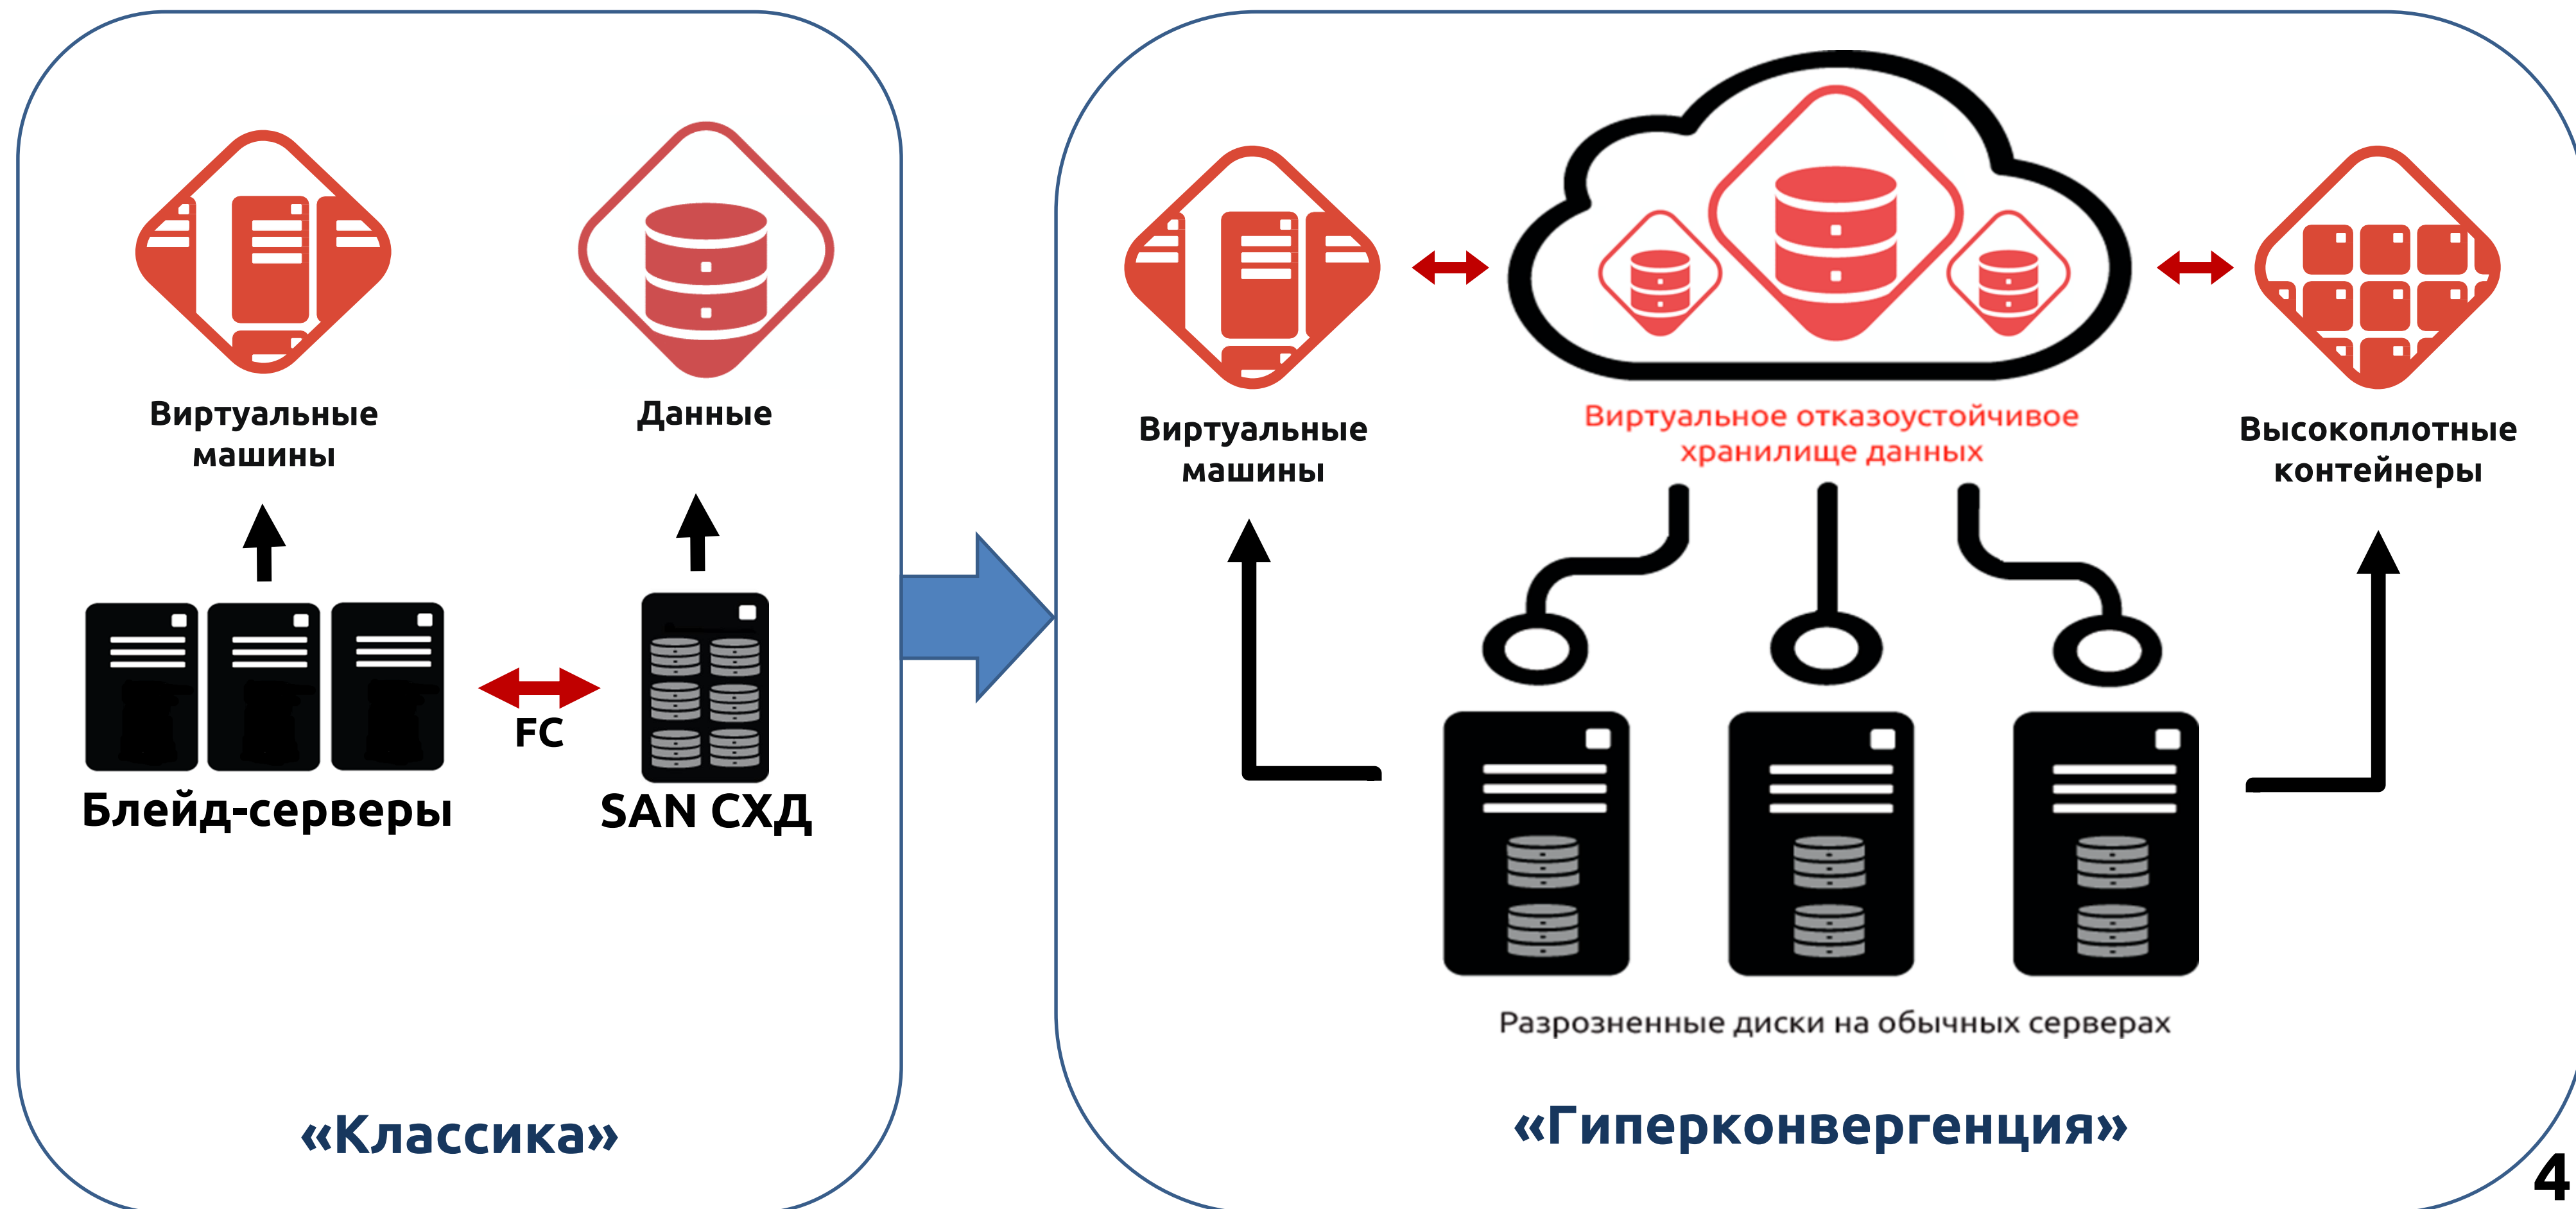 Виртуальные
машины
Данные
FC
Блейд-серверы
SAN СХД
«Классика»
Виртуальные
машины
Виртуальное отказоустойчивое
хранилище данных
Высокоплотные
контейнеры
Разрозненные диски на обычных серверах
«Гиперконвергенция»
4